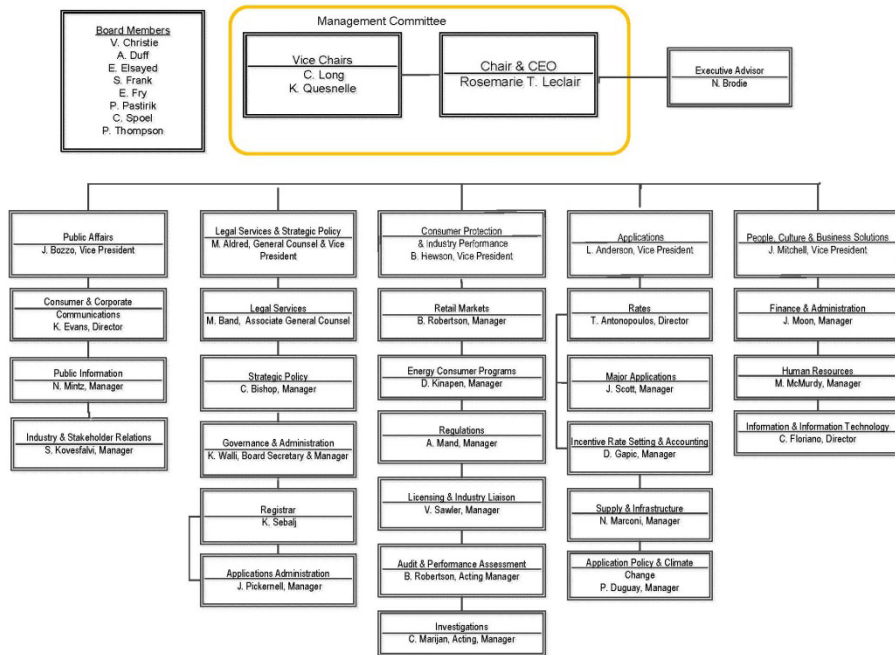 Board Members
V. Christie
A. Duff
E. Elsayed
S. Frank
E. Fry
P. Pastirik
C. Spoel
P. Thompson
Management Committee
Vice Chairs
C. Long
K. Quesnelle
Chair & CEO
Rosemarie T. Leclair
Executive Advisor
N. Brodie
Public Affairs
J. Bozzo, Vice President
Consumer & Corporate
Communications
K. Evans, Director
Public Information
N. Mintz, Manager
Industry & Stakeholder Relations
S. Kovesfalvi, Manager
Legal Services & Strategic Policy
M. Aldred, General Counsel & Vice
President
Legal Services
M. Band, Associate General Counsel
Strategic Policy
C. Bishop, Manager
Governance & Administration
K. Walli, Board Secretary & Manager
Registrar
K. Sebalj
Applications Administration
J. Pickernell, Manager
Consumer Protection
& Industry Performance
B. Hewson, Vice President
Retail Markets
B. Robertson, Manager
Energy Consumer Programs
D. Kinapen, Manager
Regulations
A. Mand, Manager
Licensing & Industry Liaison
V. Sawler, Manager
Audit & Performance Assessment
B. Robertson, Acting Manager
Investigations
C. Marijan, Acting, Manager
Applications
L. Anderson, Vice President
Rates
T. Antonopoulos, Director
Major Applications
J. Scott, Manager
Incentive Rate Setting & Accounting
D. Gapic, Manager
Supply & Infrastructure
N. Marconi, Manager
Application Policy & Climate
Change
P. Duguay, Manager
People, Culture & Business Solutions
J. Mitchell, Vice President
Finance & Administration
J. Moon, Manager
Human Resources
M. McMurdy, Manager
Information & Information Technology
C. Floriano, Director